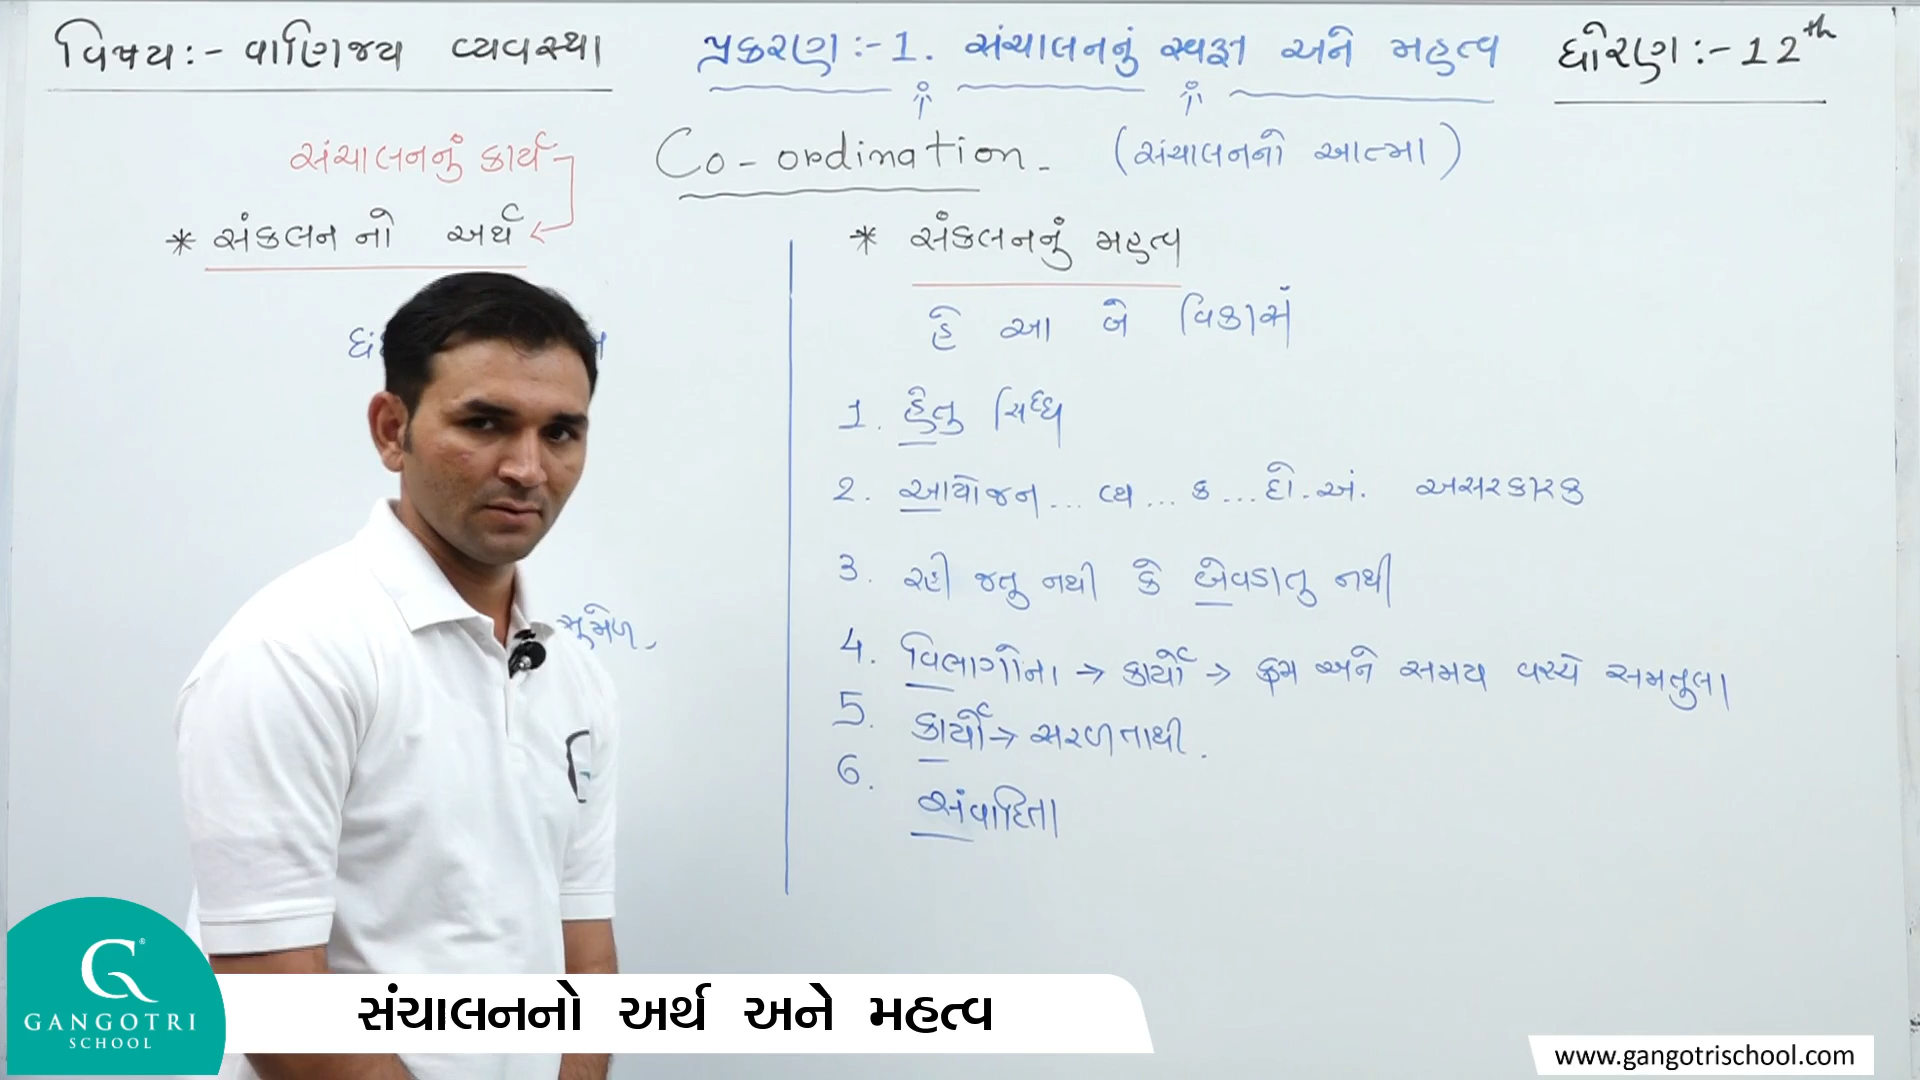 વિષય:- વાણિજય વ્યવસ્થા
પ્રકરણ:- 1. સંચાલનનું સ્વરૂપ અને મહત્વ
ધોરણ:- 12th
સંચાલનનું કાર્ય
Co-ordination
(સંચાલનનો આત્મા)
* સંકલન નો અર્થ
* સંકલનનું મહત્વ
હે આ બે વિકાસં
1. હેતુ સિધ્ધિ
2. આયોજન... વ્ય... ક... દો.અં. અસરકારક
3. રહી જતુ નથી કે બેવડાતુ નથી
4. વિભાગોના → કાર્યો → ક્રમ અને સમય વચ્ચે સમતુલા
5. કાર્યો → સરળતાથી.
6. સંવાદિતા
સુમેળ
GANGOTRI
SCHOOL
સંચાલનનો અર્થ અને મહત્વ
www.gangotrischool.com